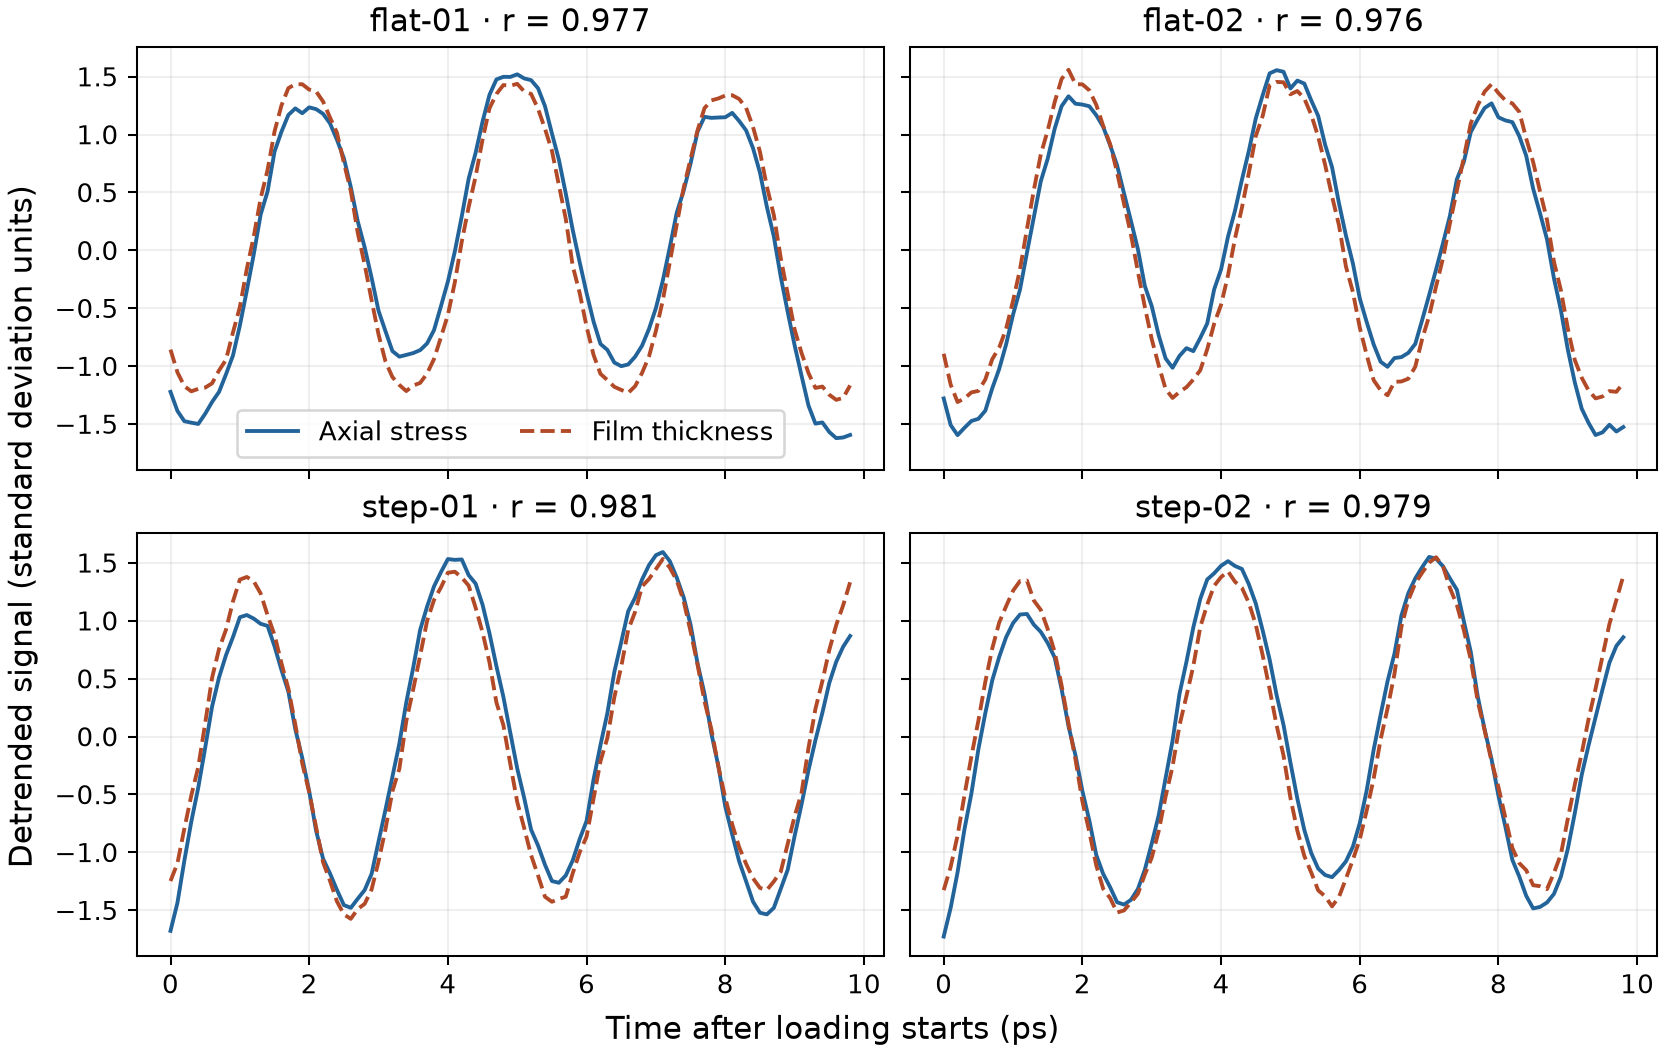 flat-01 · r = 0.977
flat-02 · r = 0.976
1.5
1.0
0.5
0.0
−0.5
−1.0
−1.5
Axial stress
Film thickness
step-01 · r = 0.981
step-02 · r = 0.979
1.5
1.0
0.5
0.0
−0.5
−1.0
−1.5
0 2 4 6 8 10
0 2 4 6 8 10
Detrended signal (standard deviation units)
Time after loading starts (ps)